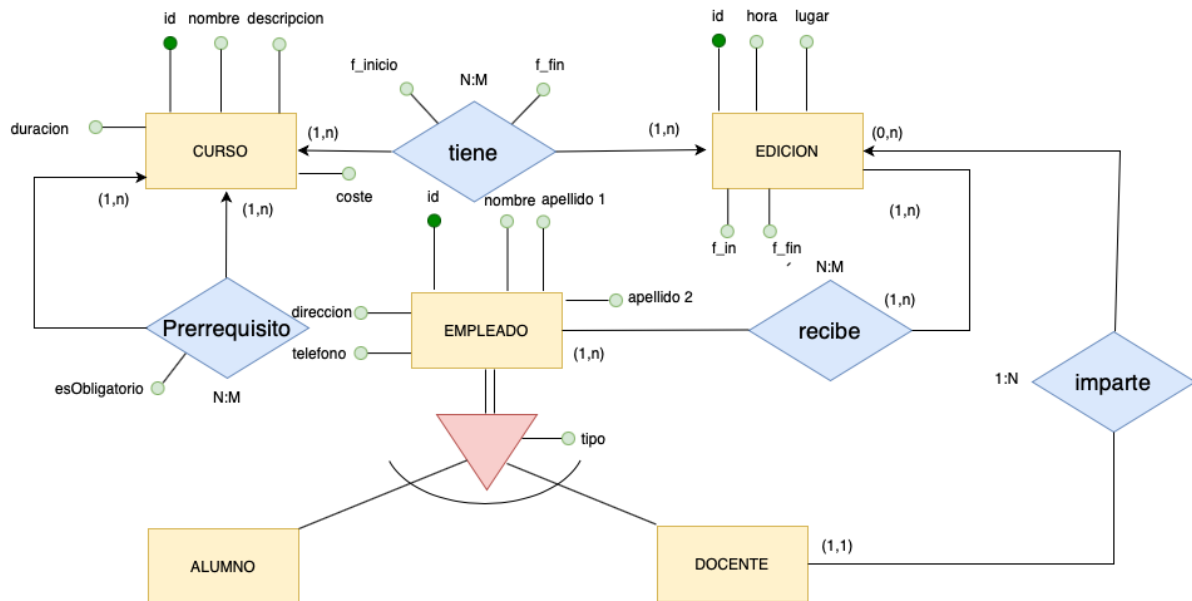 id nombre descripcion
id hora lugar
f_inicio f_fin
N:M
duracion
(1,n) (1,n) (0,n)
CURSO tiene EDICION
(1,n) coste
(1,n)
id nombre apellido 1
(1,n)
f_in f_fin
N:M
direccion apellido 2
(1,n)
Prerrequisito EMPLEADO recibe
telefóno (1,n)
esObligatorio N:M
1:N imparte
tipo
(1,1)
ALUMNO DOCENTE